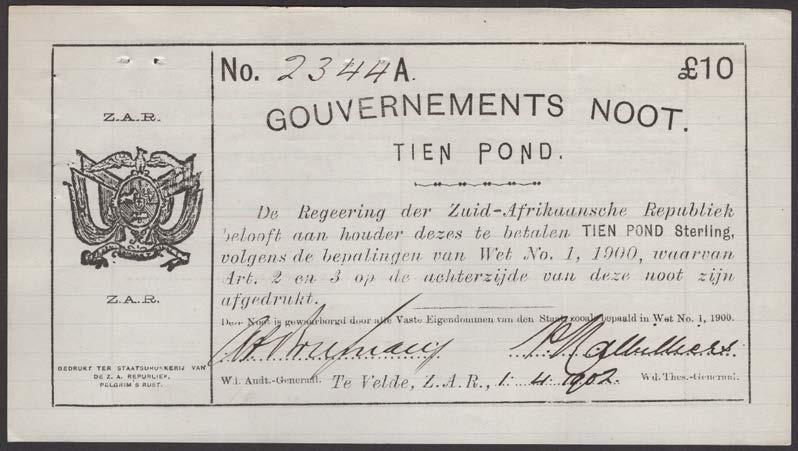 No. 2344 A. £10
GOUVERNEMENTS NOOT.
TIEN POND.
De Regeering der Zuid-Afrikaansche Republiek
belooft aan houder dezes te betalen TIEN POND Sterling,
volgens de bepalingen van Wet No. 1, 1900, waarvan
Art. 2 en 3 op de achterzijde van deze noot zijn
afgedrukt.
Deze Noot is gewaarborgd door alle Vaste Eigendommen van den Staat zooals bepaald in Wet No. 1, 1900.
Wd. Audt.-Generaal. Te Velde, Z.A.R., 1.4.1902. Wd. Thes.-Generaal.
Z.A.R.
Z.A.R.
GEDRUKT TER STAATSDRUKKERIJ VAN
DE Z. A. REPUBLIEK,
PELGRIM'S RUST.